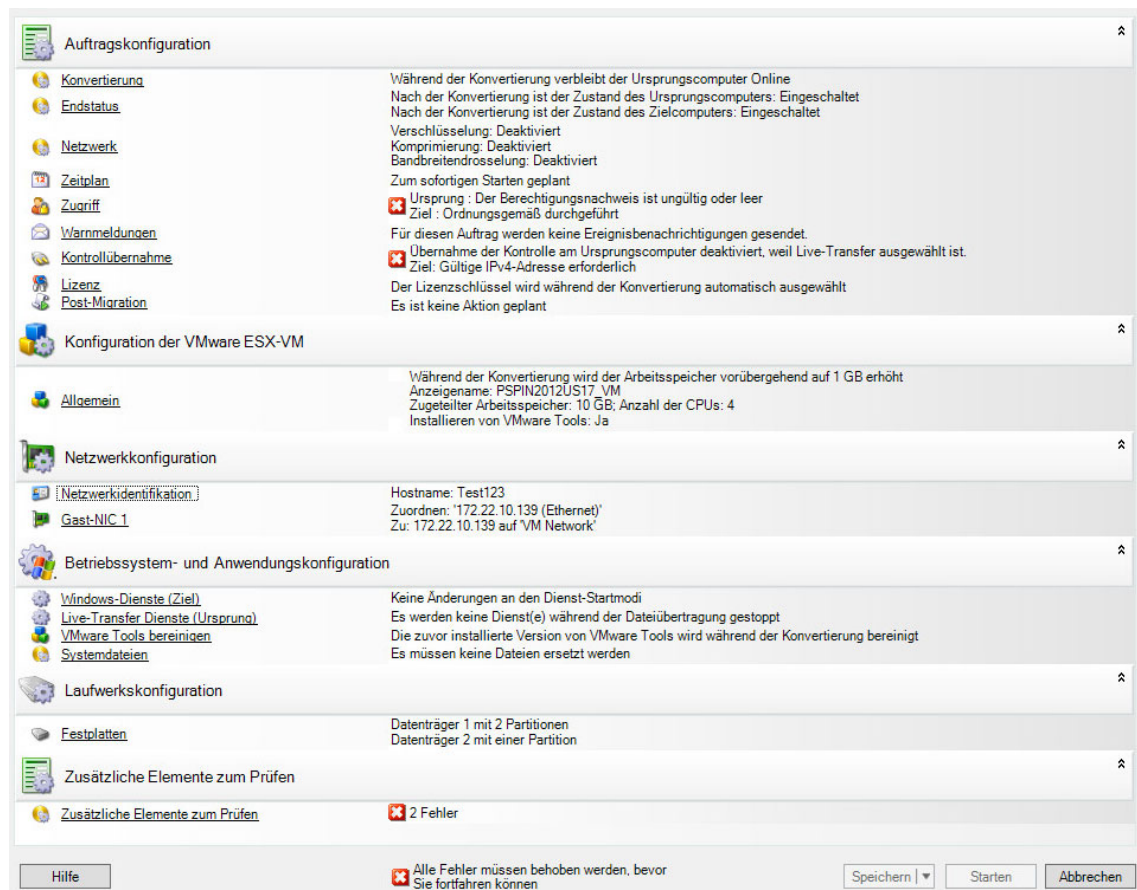 Auftragskonfiguration
Konvertierung
Während der Konvertierung verbleibt der Ursprungscomputer Online
Endstatus
Nach der Konvertierung ist der Zustand des Ursprungscomputers: Eingeschaltet
Nach der Konvertierung ist der Zustand des Zielcomputers: Eingeschaltet
Netzwerk
Verschlüsselung: Deaktiviert
Komprimierung: Deaktiviert
Bandbreitendrosselung: Deaktiviert
Zeitplan
Zum sofortigen Starten geplant
Zugriff
Ursprung : Der Berechtigungsnachweis ist ungültig oder leer
Ziel : Ordnungsgemäß durchgeführt
Warnmeldungen
Für diesen Auftrag werden keine Ereignisbenachrichtigungen gesendet.
Kontrollübernahme
Übernahme der Kontrolle am Ursprungscomputer deaktiviert, weil Live-Transfer ausgewählt ist.
Ziel: Gültige IPv4-Adresse erforderlich
Lizenz
Der Lizenzschlüssel wird während der Konvertierung automatisch ausgewählt
Post-Migration
Es ist keine Aktion geplant
Konfiguration der VMware ESX-VM
Allgemein
Während der Konvertierung wird der Arbeitsspeicher vorübergehend auf 1 GB erhöht
Anzeigename: PSPIN2012US17_VM
Zugeteilter Arbeitsspeicher: 10 GB; Anzahl der CPUs: 4
Installieren von VMware Tools: Ja
Netzwerkkonfiguration
Netzwerkidentifikation
Hostname: Test123
Gast-NIC 1
Zuordnen: '172.22.10.139 (Ethernet)'
Zu: 172.22.10.139 auf 'VM Network'
Betriebssystem- und Anwendungskonfiguration
Windows-Dienste (Ziel)
Keine Änderungen an den Dienst-Startmodi
Live-Transfer Dienste (Ursprung)
Es werden keine Dienst(e) während der Dateiübertragung gestoppt
VMware Tools bereinigen
Die zuvor installierte Version von VMware Tools wird während der Konvertierung bereinigt
Systemdateien
Es müssen keine Dateien ersetzt werden
Laufwerkskonfiguration
Festplatten
Datenträger 1 mit 2 Partitionen
Datenträger 2 mit einer Partition
Zusätzliche Elemente zum Prüfen
Zusätzliche Elemente zum Prüfen
2 Fehler
Hilfe
Alle Fehler müssen behoben werden, bevor
Sie fortfahren können
Speichern
Starten
Abbrechen